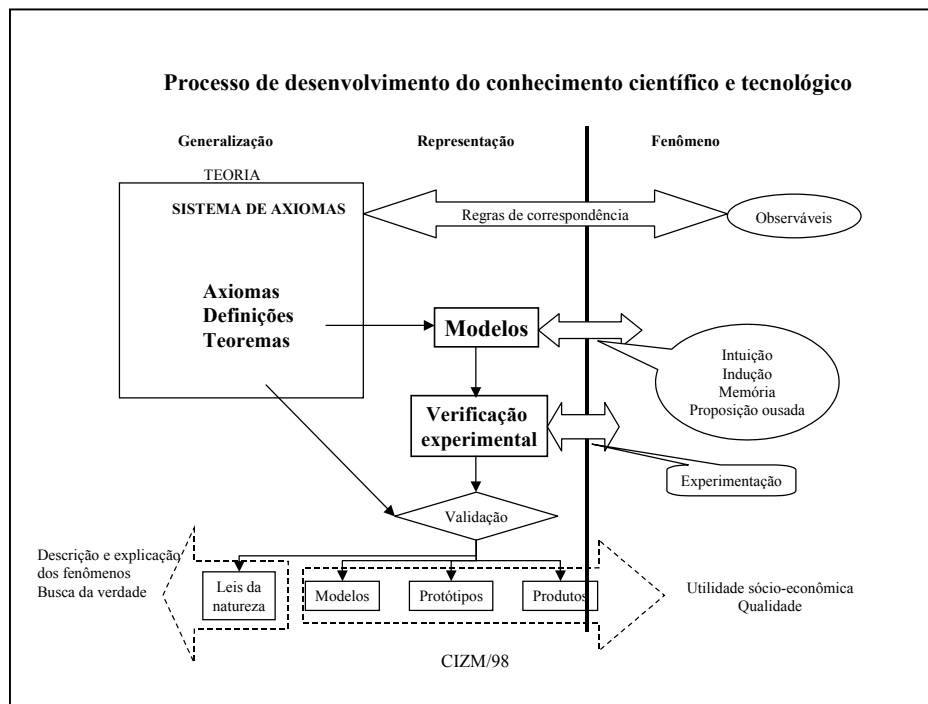 Processo de desenvolvimento do conhecimento científico e tecnológico
Generalização
Representação
Fenômeno
TEORIA
SISTEMA DE AXIOMAS
Regras de correspondência
Observáveis
Axiomas
Definições
Teoremas
Modelos
Intuição
Indução
Memória
Proposição ousada
Verificação
experimental
Experimentação
Validação
Descrição e explicação
dos fenômenos
Busca da verdade
Leis da
natureza
Modelos
Protótipos
Produtos
Utilidade sócio-econômica
Qualidade
CIZM/98